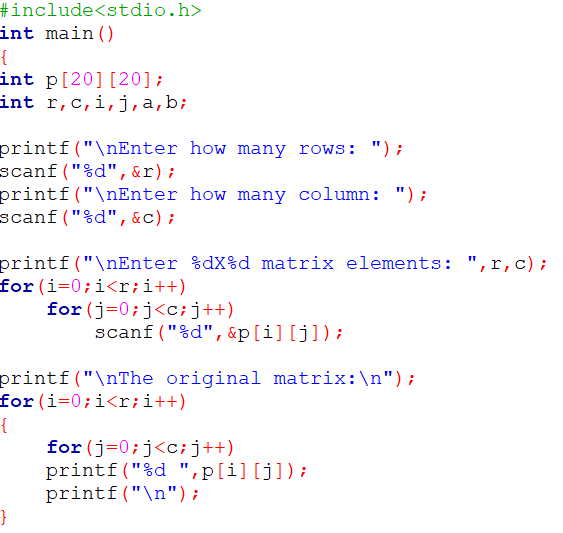 #include<stdio.h>
int main()
{
int p[20][20];
int r,c,i,j,a,b;
printf("\nEnter how many rows: ");
scanf("%d",&r);
printf("\nEnter how many column: ");
scanf("%d",&c);
printf("\nEnter %dX%d matrix elements: ",r,c);
for(i=0;i<r;i++)
    for(j=0;j<c;j++)
        scanf("%d",&p[i][j]);
printf("\nThe original matrix:\n");
for(i=0;i<r;i++)
{
    for(j=0;j<c;j++)
    printf("%d ",p[i][j]);
    printf("\n");
}